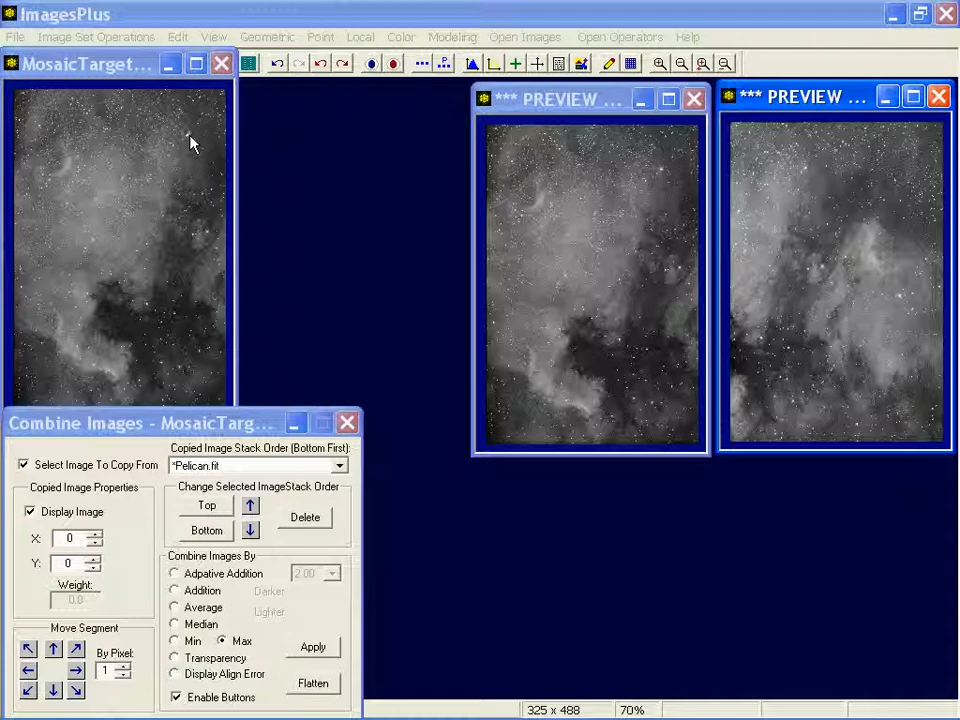 ImagesPlus
File Image Set Operations Edit View Geometric Point Local Color Modeling Open Images Open Operators Help
MosaicTarget...
*** PREVIEW ...
*** PREVIEW ...
Combine Images - MosaicTarg...
Copied Image Stack Order (Bottom First):
Select Image To Copy From
*Pelican.fit
Copied Image Properties
Change Selected ImageStack Order
Display Image
Top
Delete
Bottom
X: 0
Y: 0
Weight:
0.0
Combine Images By
Adpative Addition
2.00
Addition
Darker
Average
Lighter
Median
Min
Max
Transparency
Display Align Error
Enable Buttons
Apply
Flatten
Move Segment
By Pixel:
1
325 x 488
70%